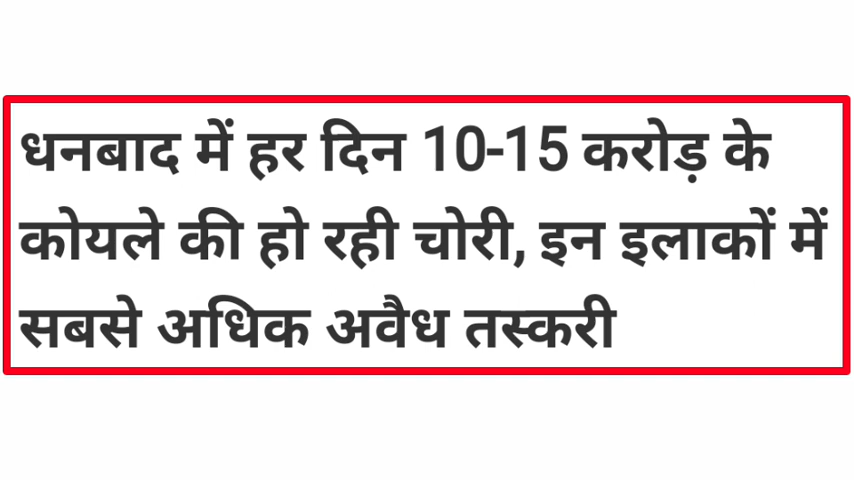 धनबाद में हर दिन 10-15 करोड़ के
कोयले की हो रही चोरी, इन इलाकों में
सबसे अधिक अवैध तस्करी